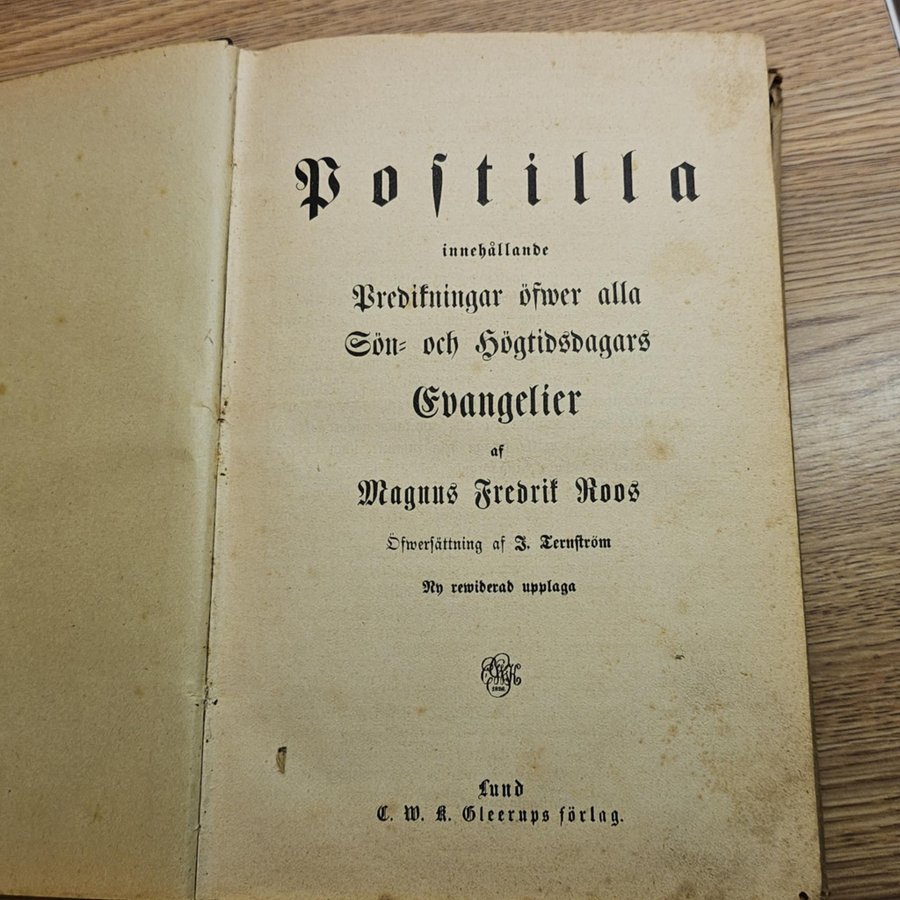 Postilla
innehållande
Predikningar öfwer alla
Sön- och Högtidsdagars
Evangelier
af
Magnus Fredrik Roos
Öfwersättning af J. Ternström
Ny rewiderad upplaga
1826
Lund
C. W. K. Gleerups förlag.